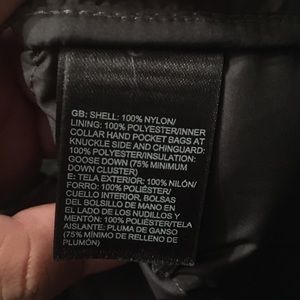 GB: SHELL: 100% NYLON/
LINING: 100% POLYESTER/INNER
COLLAR HAND POCKET BAGS AT
KNUCKLE SIDE AND CHINGUARD:
100% POLYESTER/INSULATION:
GOOSE DOWN (75% MINIMUM
DOWN CLUSTER)
E: TELA EXTERIOR: 100% NILÓN/
FORRO: 100% POLIÉSTER/
CUELLO INTERIOR, BOLSAS
DEL BOLSILLO DE MANO EN
EL LADO DE LOS NUDILLOS Y
MENTÓN: 100% POLIÉSTER/TELA
AISLANTE: PLUMA DE GANSO
(75% MÍNIMO DE RELLENO DE
PLUMÓN)